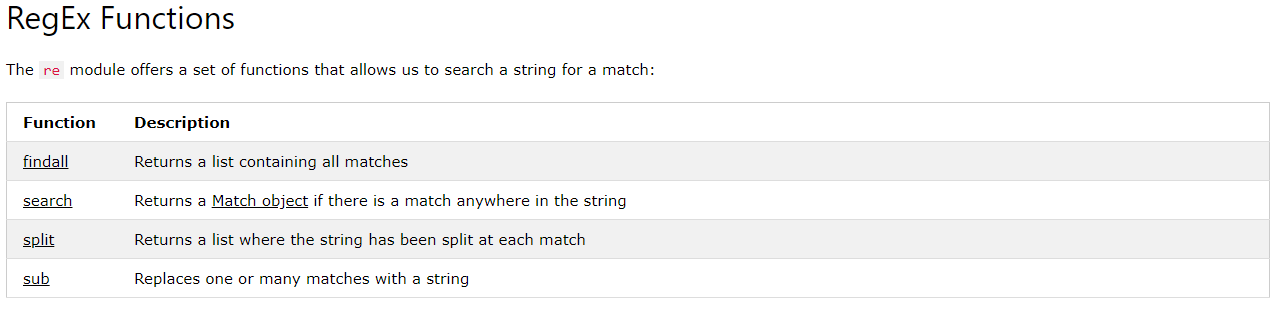 RegEx Functions
The re module offers a set of functions that allows us to search a string for a match:
Function Description
findall Returns a list containing all matches
search Returns a Match object if there is a match anywhere in the string
split Returns a list where the string has been split at each match
sub Replaces one or many matches with a string